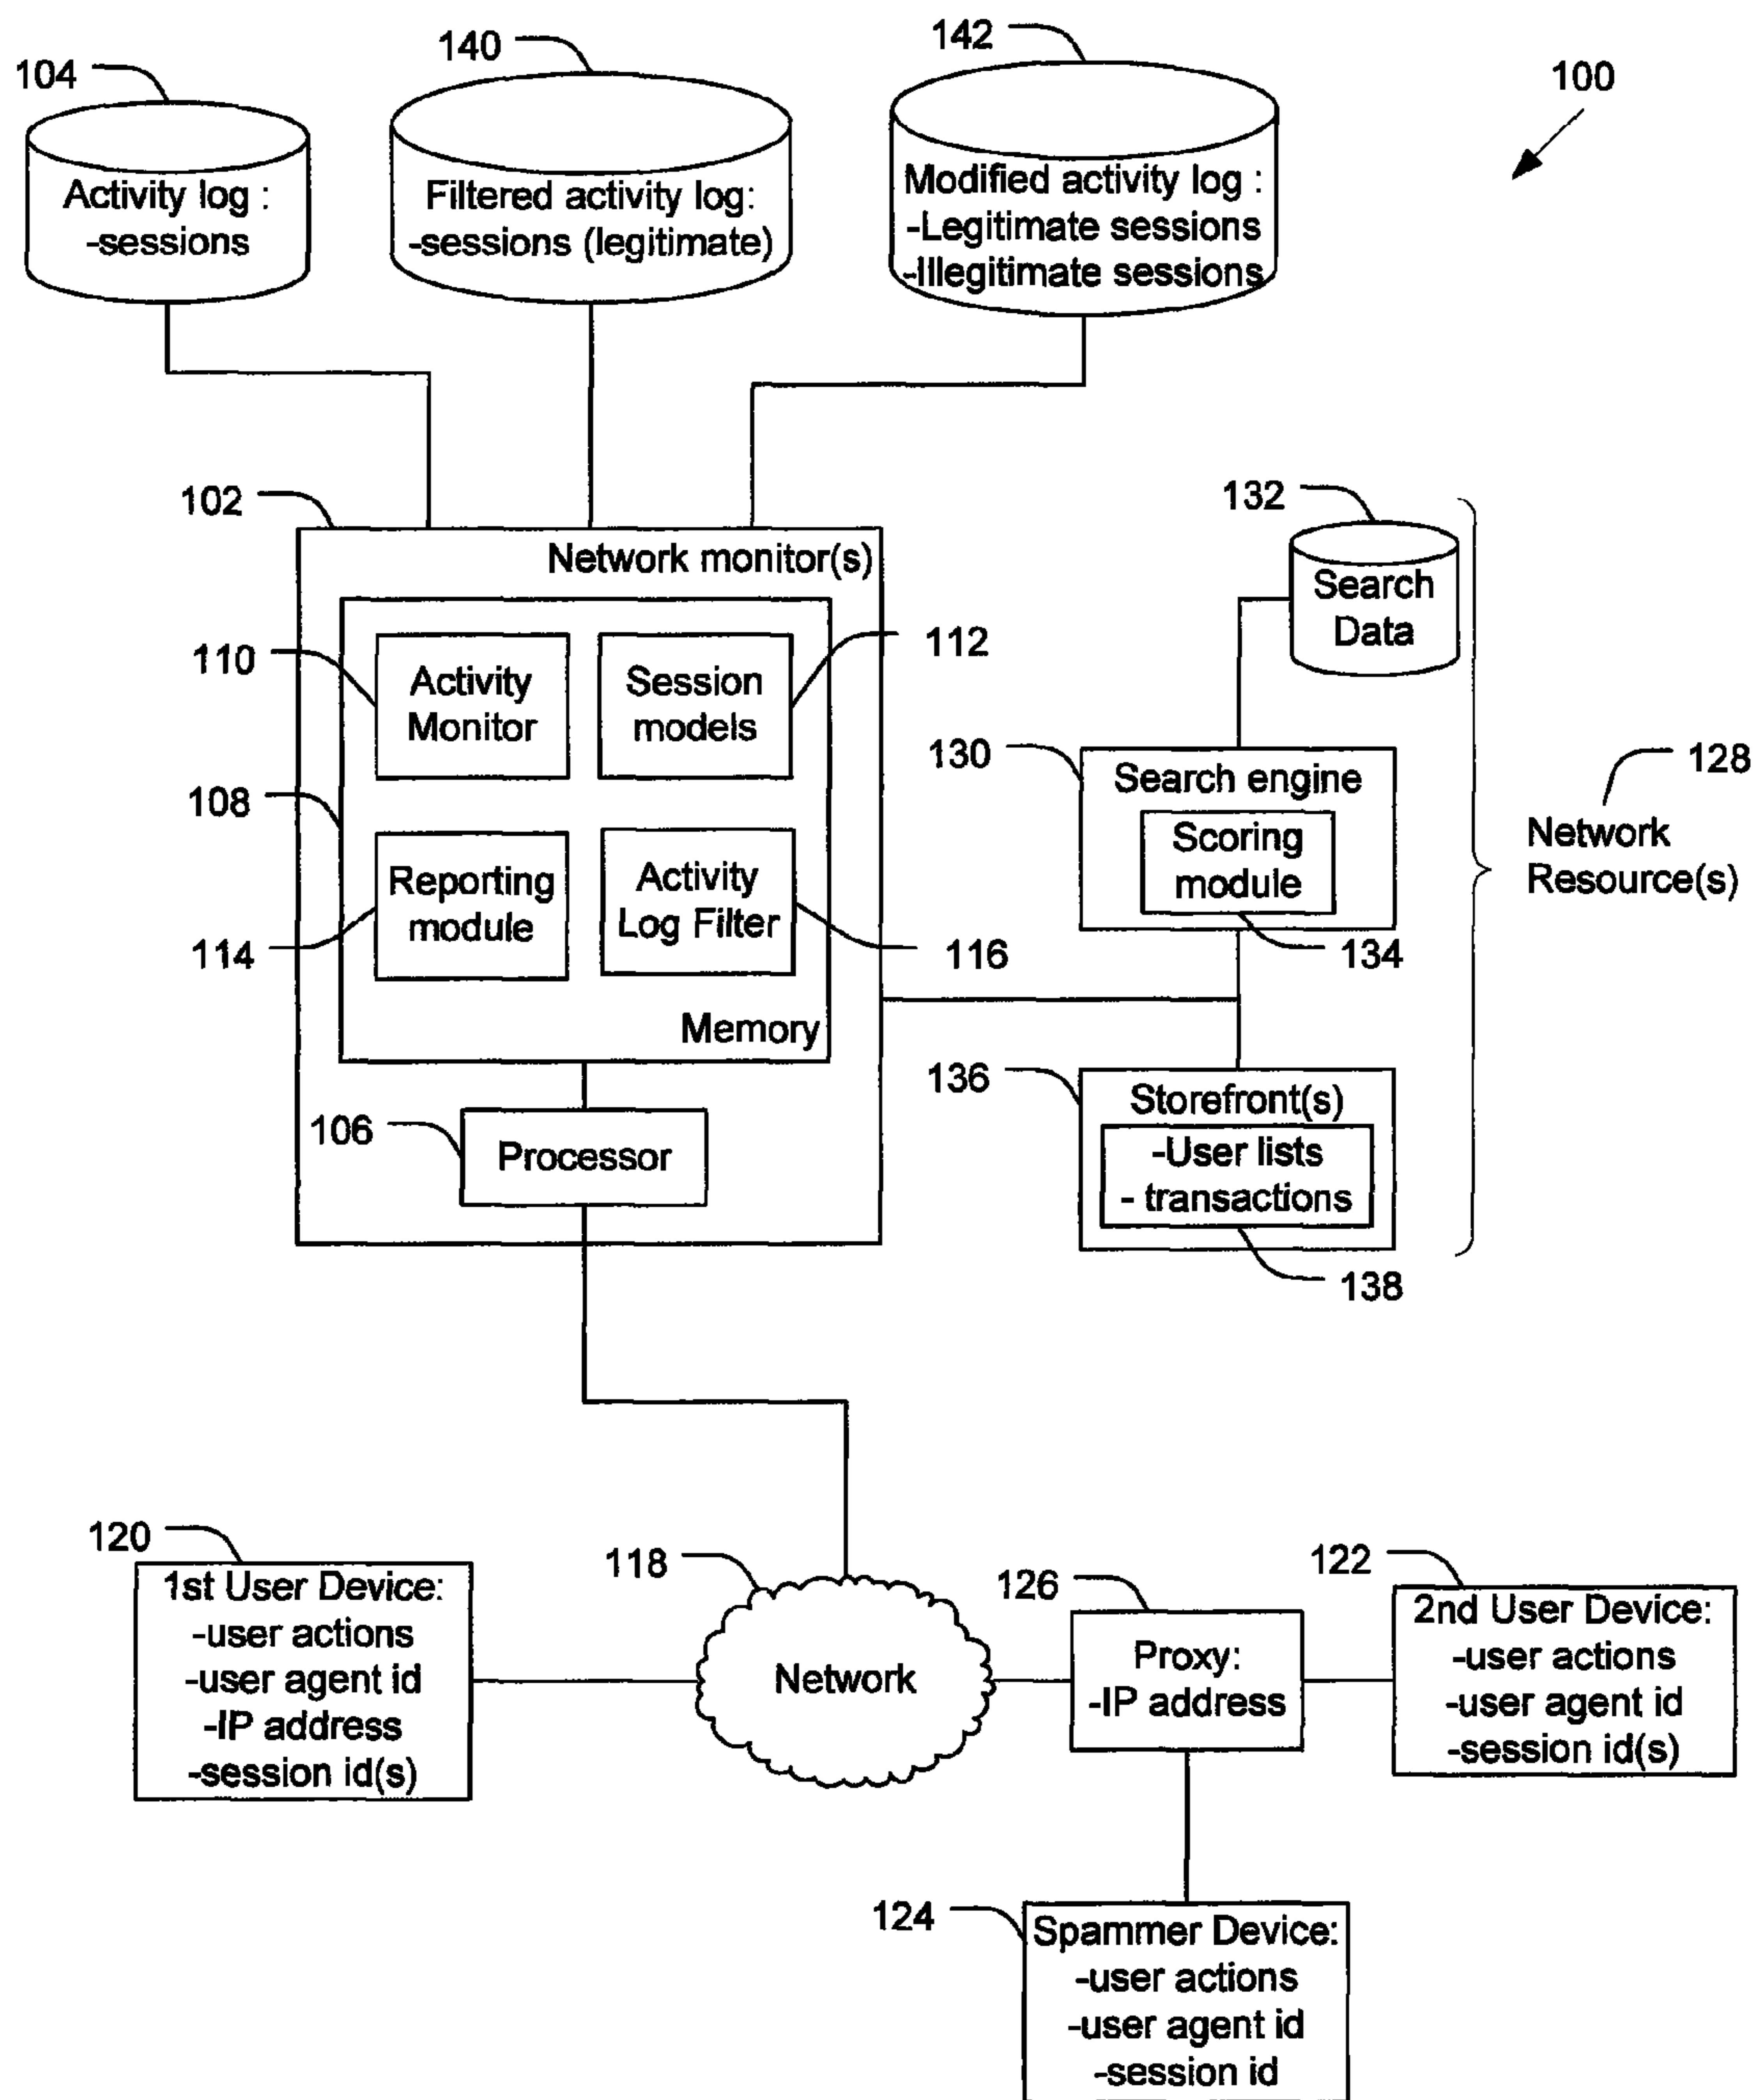 142
140
104
100
Activity log :
-sessions
Filtered activity log:
-sessions (legitimate)
Modified activity log :
-Legitimate sessions
-Illegitimate sessions
102
132
Network monitor(s)
Search
Data
110
Activity
Monitor
Session
models
112
130
Search engine
128
Scoring
module
Network
Resource(s)
108
Reporting
module
Activity
Log Filter
114
116
134
Memory
136
Storefront(s)
-User lists
- transactions
106
Processor
138
120
1st User Device:
-user actions
-user agent id
-IP address
-session id(s)
118
Network
126
Proxy:
-IP address
122
2nd User Device:
-user actions
-user agent id
-session id(s)
124
Spammer Device:
-user actions
-user agent id
-session id